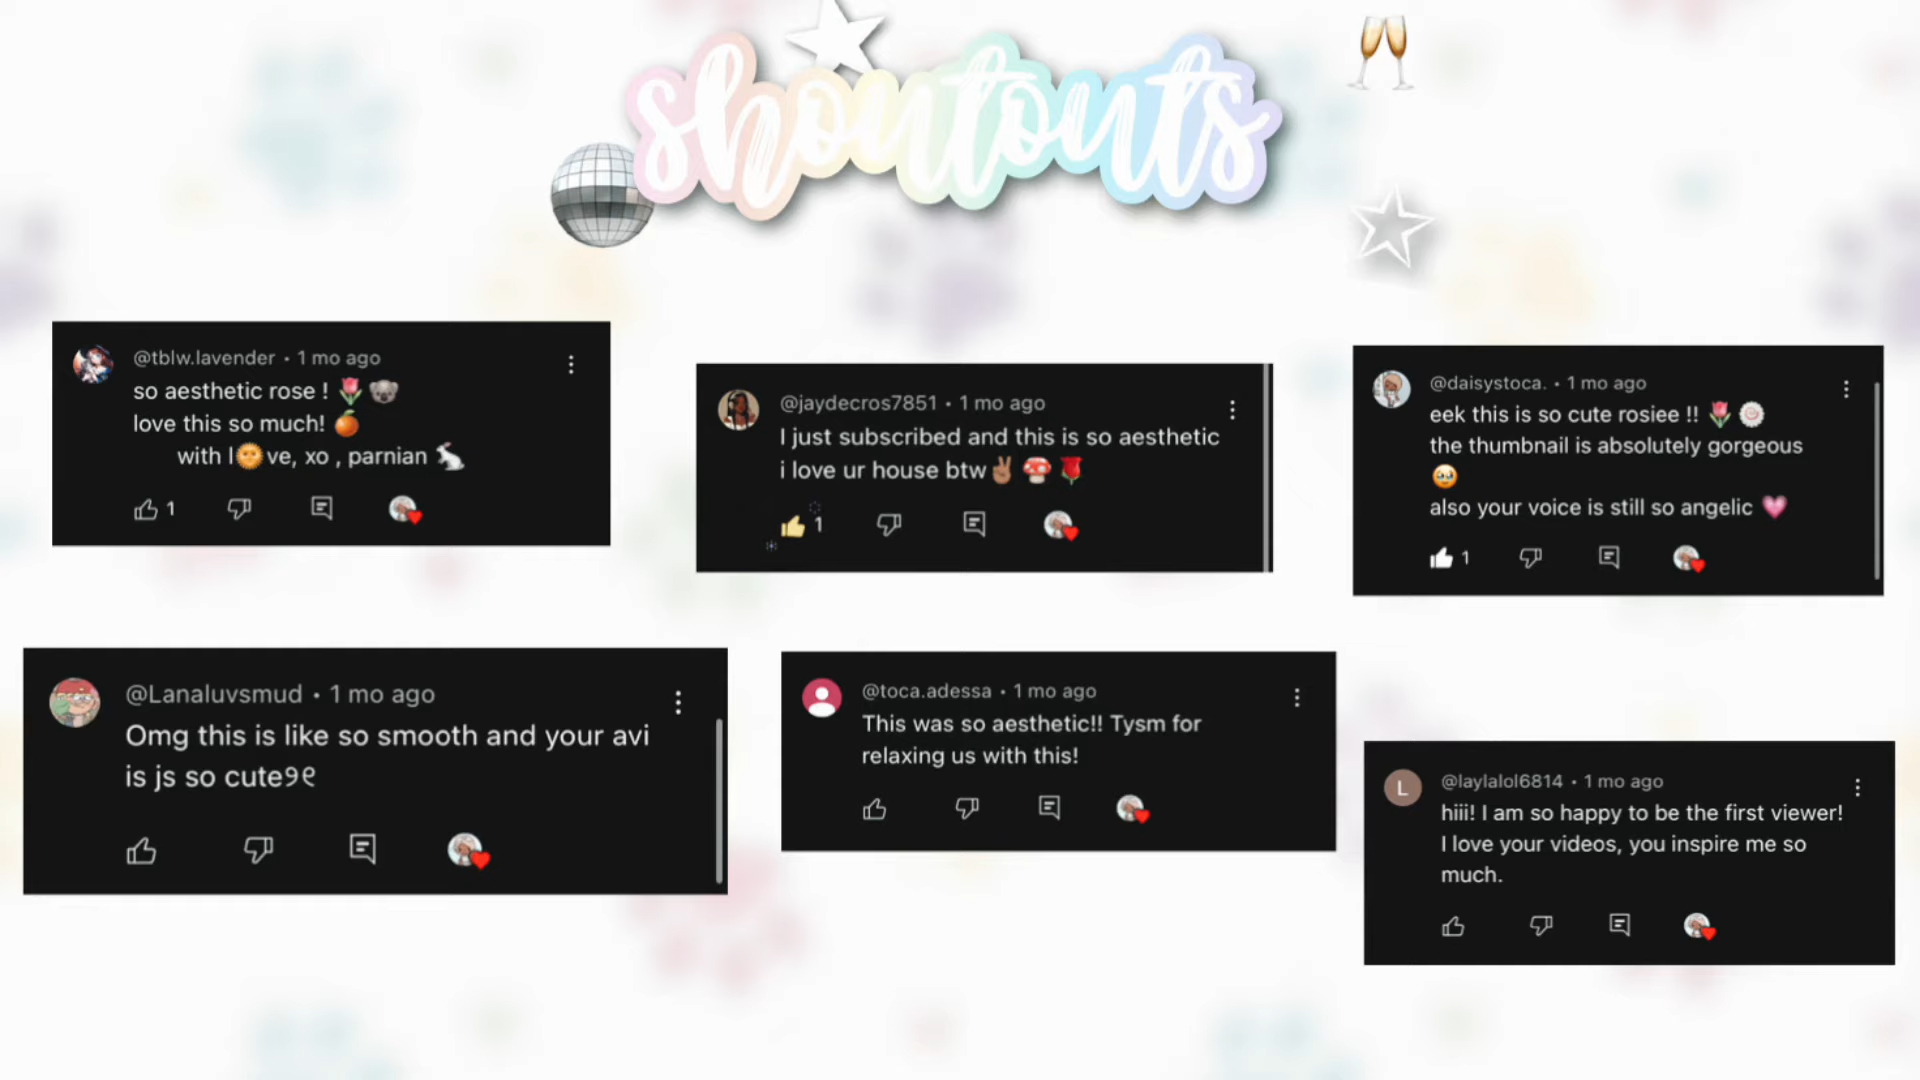 shoutouts
@tblw.lavender • 1 mo ago
so aesthetic rose ! 🌷🐨
love this so much! 🍊
with l🌞ve, xo , parnian 🐇
1
@jaydecros7851 • 1 mo ago
I just subscribed and this is so aesthetic
i love ur house btw✌🏽🍄🌹
1
@daisystoca. • 1 mo ago
eek this is so cute rosiee !! 🌷🍥
the thumbnail is absolutely gorgeous
🥹
also your voice is still so angelic 💗
1
@Lanaluvsmud • 1 mo ago
Omg this is like so smooth and your avi
is js so cute୨୧
@toca.adessa • 1 mo ago
This was so aesthetic!! Tysm for
relaxing us with this!
L
@laylalol6814 • 1 mo ago
hiii! I am so happy to be the first viewer!
I love your videos, you inspire me so
much.